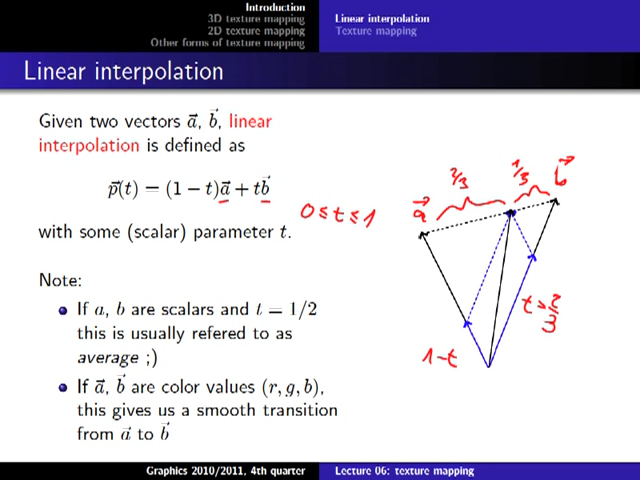 Introduction
3D texture mapping
2D texture mapping
Other forms of texture mapping
Linear interpolation
Texture mapping
Linear interpolation
Given two vectors a⃗, b⃗, linear
interpolation is defined as
p⃗(t) = (1 − t)a⃗ + tb⃗
0 ≤ t ≤ 1
with some (scalar) parameter t.
Note:
If a, b are scalars and t = 1/2
this is usually refered to as
average ;)
If a⃗, b⃗ are color values (r, g, b),
this gives us a smooth transition
from a⃗ to b⃗
a⃗
2/3
1/3
b⃗
t = 2/3
1-t
Graphics 2010/2011, 4th quarter
Lecture 06: texture mapping